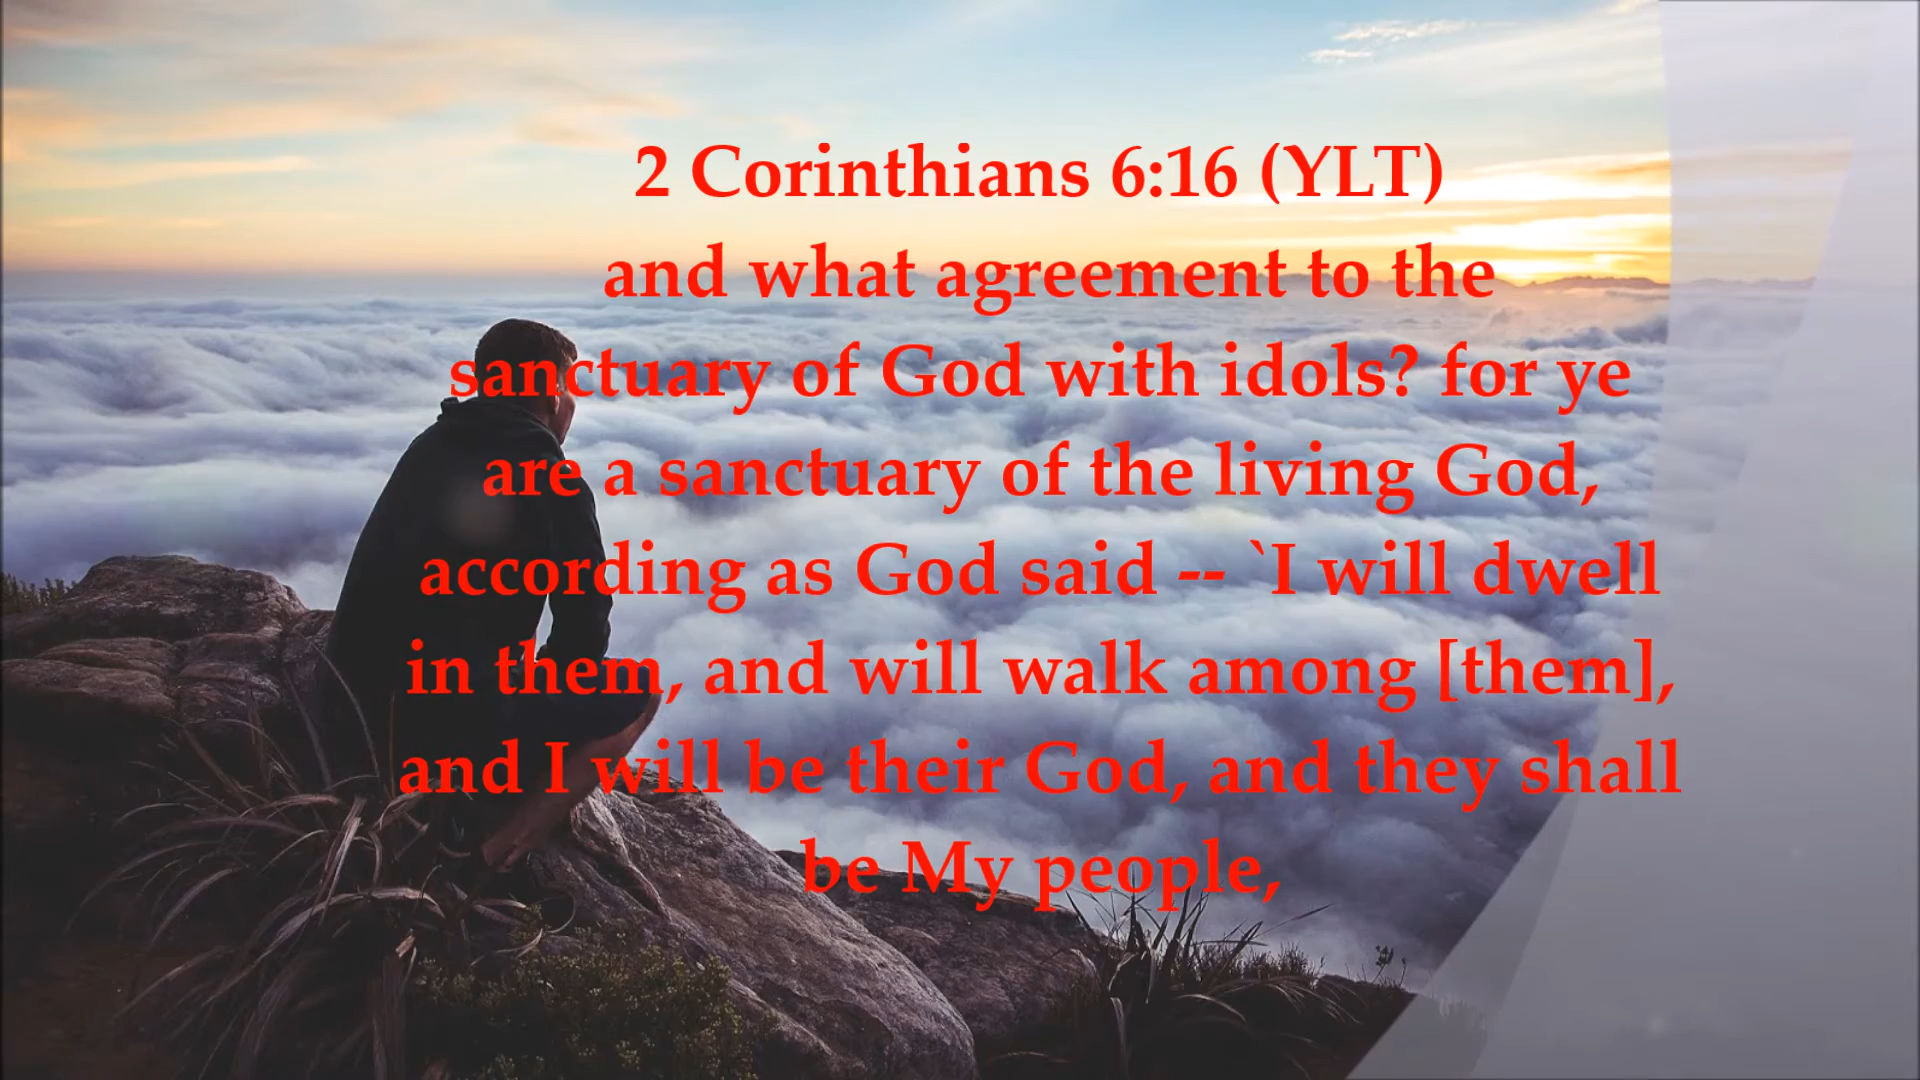 2 Corinthians 6:16 (YLT)
and what agreement to the
sanctuary of God with idols? for ye
are a sanctuary of the living God,
according as God said -- `I will dwell
in them, and will walk among [them],
and I will be their God, and they shall
be My people,